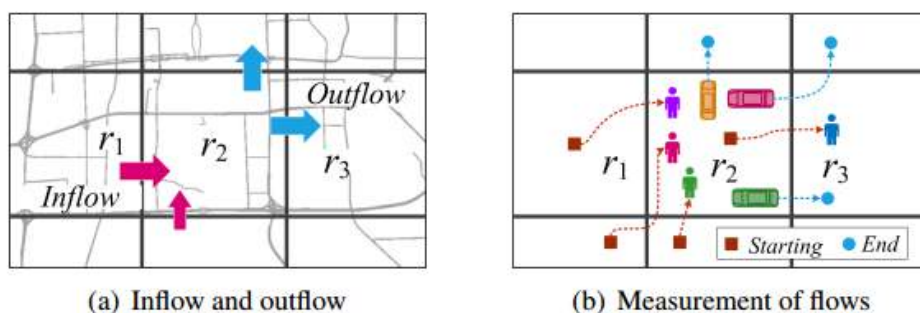 Outflow
r1 r2 r3
Inflow
r1 r2 r3
Starting End
(a) Inflow and outflow
(b) Measurement of flows